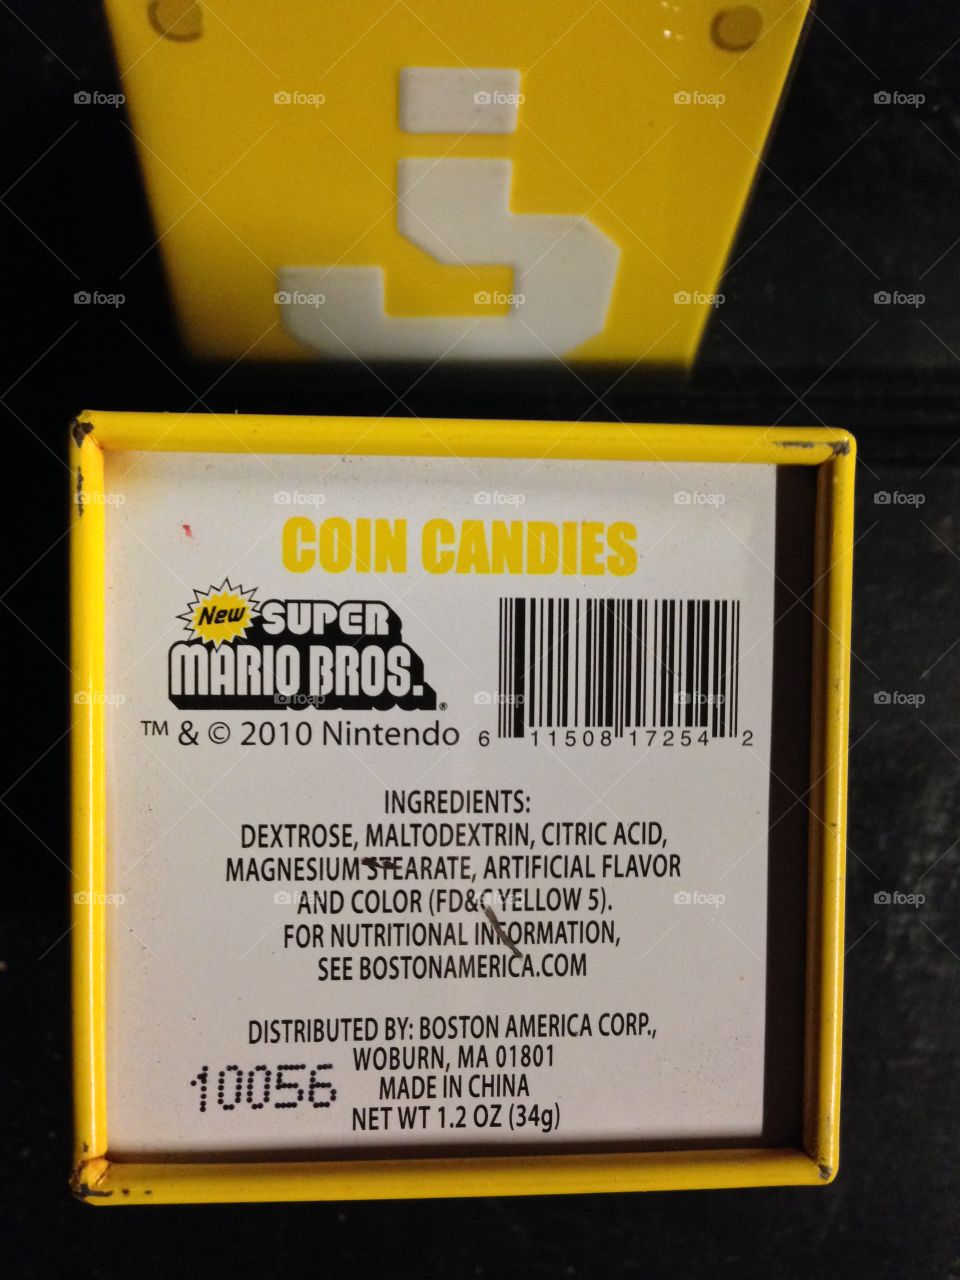 ?
COIN CANDIES
New SUPER
MARIO BROS.®
TM & © 2010 Nintendo
6 11508 17254 2
INGREDIENTS:
DEXTROSE, MALTODEXTRIN, CITRIC ACID,
MAGNESIUM STEARATE, ARTIFICIAL FLAVOR
AND COLOR (FD&C YELLOW 5).
FOR NUTRITIONAL INFORMATION,
SEE BOSTONAMERICA.COM
DISTRIBUTED BY: BOSTON AMERICA CORP.,
WOBURN, MA 01801
MADE IN CHINA
NET WT 1.2 OZ (34g)
10056
foap